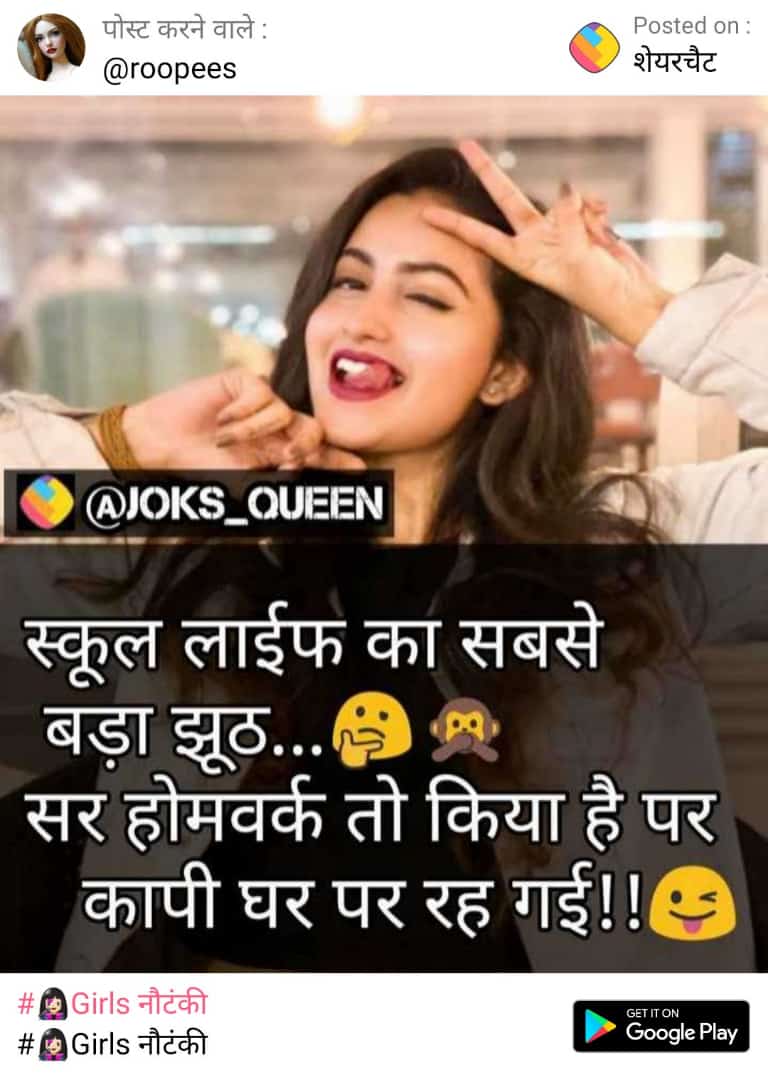 पोस्ट करने वाले :
@roopees
Posted on :
शेयरचैट
@JOKS_QUEEN
स्कूल लाईफ का सबसे
बड़ा झूठ...🤔🙊
सर होमवर्क तो किया है पर
कापी घर पर रह गई!!😜
#👩🏻‍🎤Girls नौटंकी
#👩🏻‍🎤Girls नौटंकी
GET IT ON
Google Play